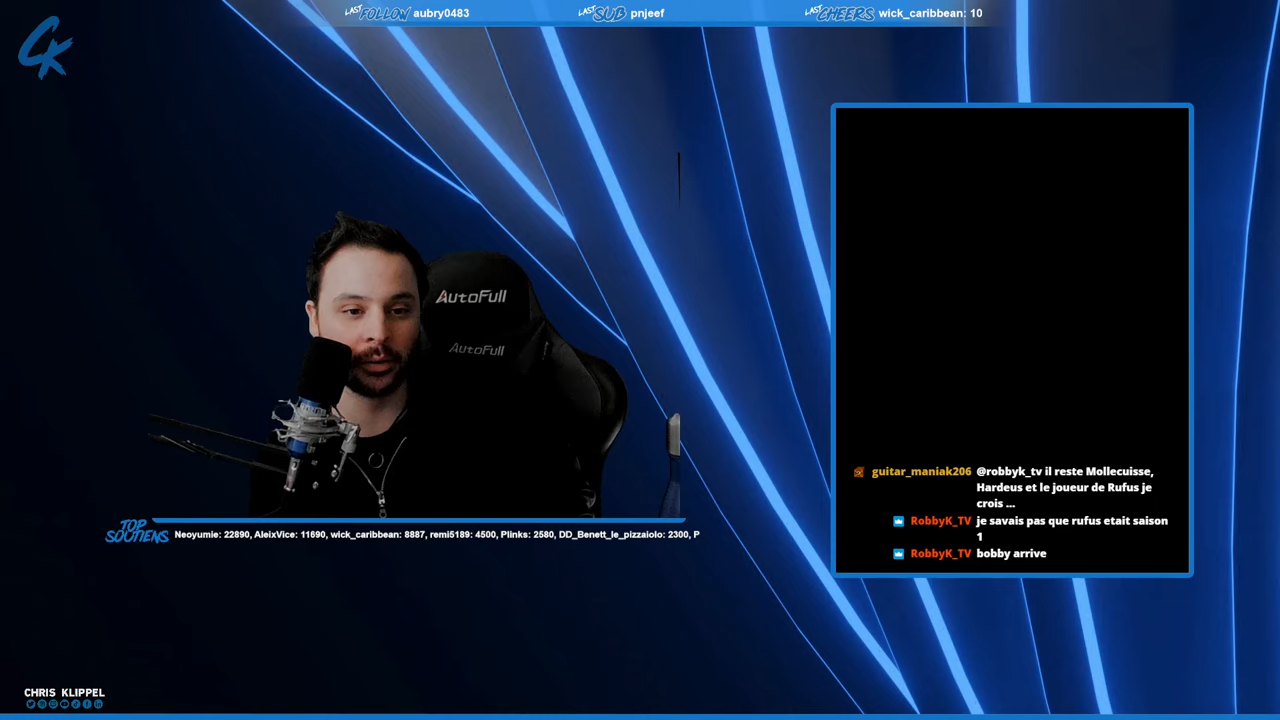 LAST FOLLOW aubry0483
LAST SUB pnjeef
LAST CHEERS wick_caribbean: 10
CK
AutoFull
AutoFull
guitar_maniak206 @robbyk_tv il reste Mollecuisse,
Hardeus et le joueur de Rufus je
crois ...
RobbyK_TV je savais pas que rufus etait saison
1
RobbyK_TV bobby arrive
TOP SOUTIENS Neoyumie: 22890, AleixVice: 11690, wick_caribbean: 8887, remi5189: 4500, Plinks: 2580, DD_Benett_le_pizzaiolo: 2300, P
CHRIS KLIPPEL